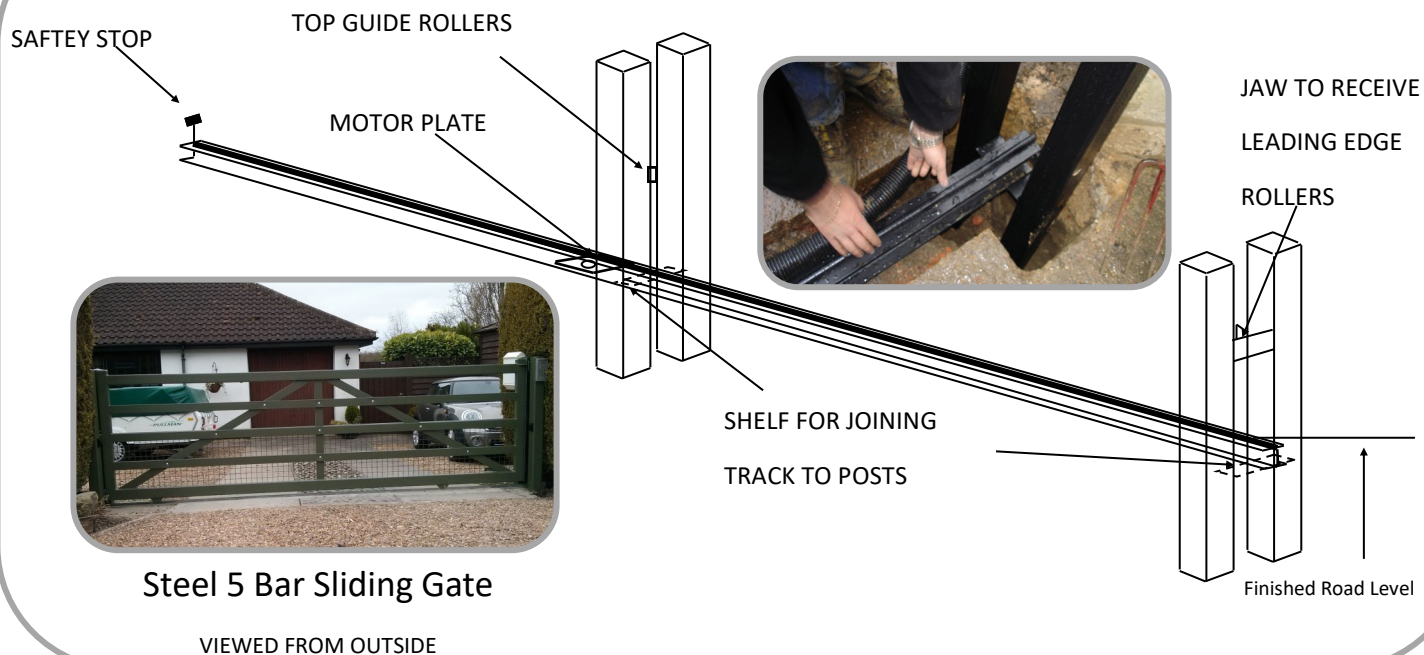 SAFTEY STOP
TOP GUIDE ROLLERS
MOTOR PLATE
JAW TO RECEIVE
LEADING EDGE
ROLLERS
SHELF FOR JOINING
TRACK TO POSTS
PULLMAN
Steel 5 Bar Sliding Gate
VIEWED FROM OUTSIDE
Finished Road Level